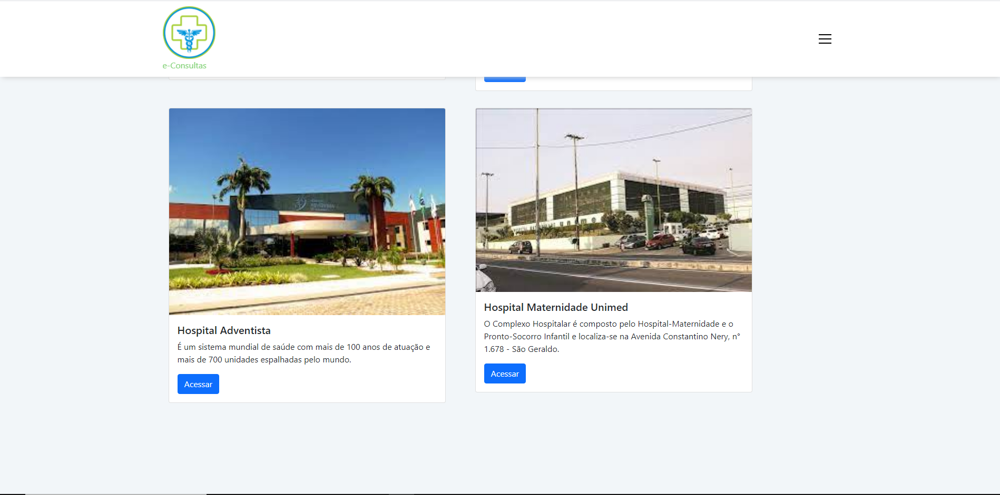 e-Consultas
Hospital Adventista
É um sistema mundial de saúde com mais de 100 anos de atuação e
mais de 700 unidades espalhadas pelo mundo.
Acessar
Hospital Maternidade Unimed
O Complexo Hospitalar é composto pelo Hospital-Maternidade e o
Pronto-Socorro Infantil e localiza-se na Avenida Constantino Nery, n°
1.678 - São Geraldo.
Acessar